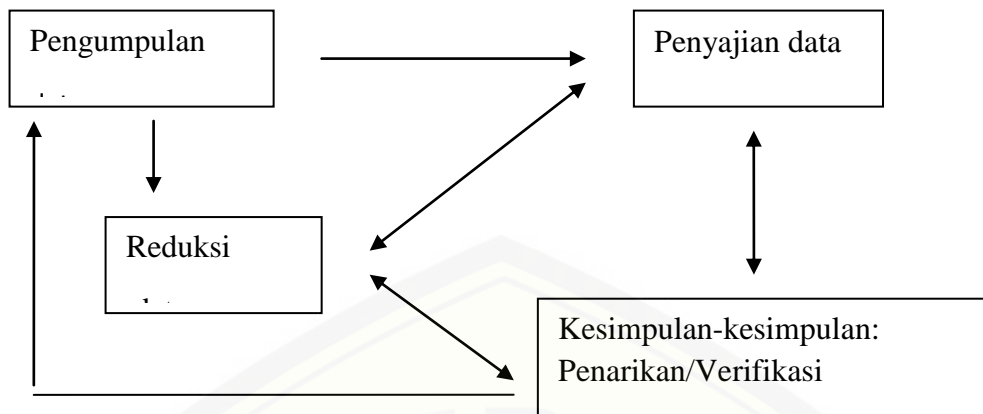 Pengumpulan
Penyajian data
Reduksi
Kesimpulan-kesimpulan:
Penarikan/Verifikasi